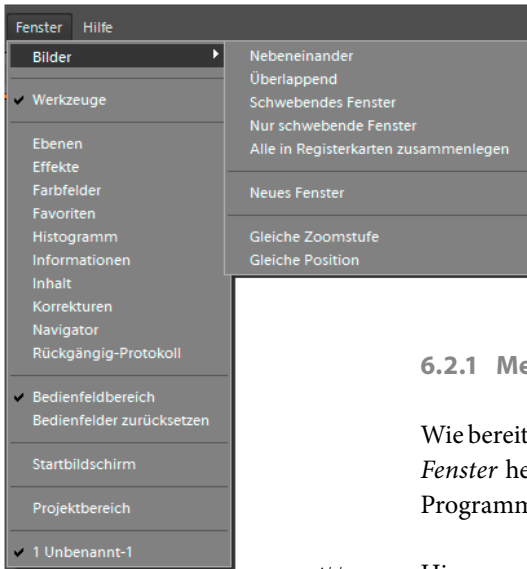 Fenster Hilfe
Bilder
Werkzeuge
Ebenen
Effekte
Farbfelder
Favoriten
Histogramm
Informationen
Inhalt
Korrekturen
Navigator
Rückgängig-Protokoll
Bedienfeldbereich
Bedienfelder zurücksetzen
Startbildschirm
Projektbereich
1 Unbenannt-1
Nebeneinander
Überlappend
Schwebendes Fenster
Nur schwebende Fenster
Alle in Registerkarten zusammenlegen
Neues Fenster
Gleiche Zoomstufe
Gleiche Position
6.2.1 Me
Wie bereit
Fenster he
Programm